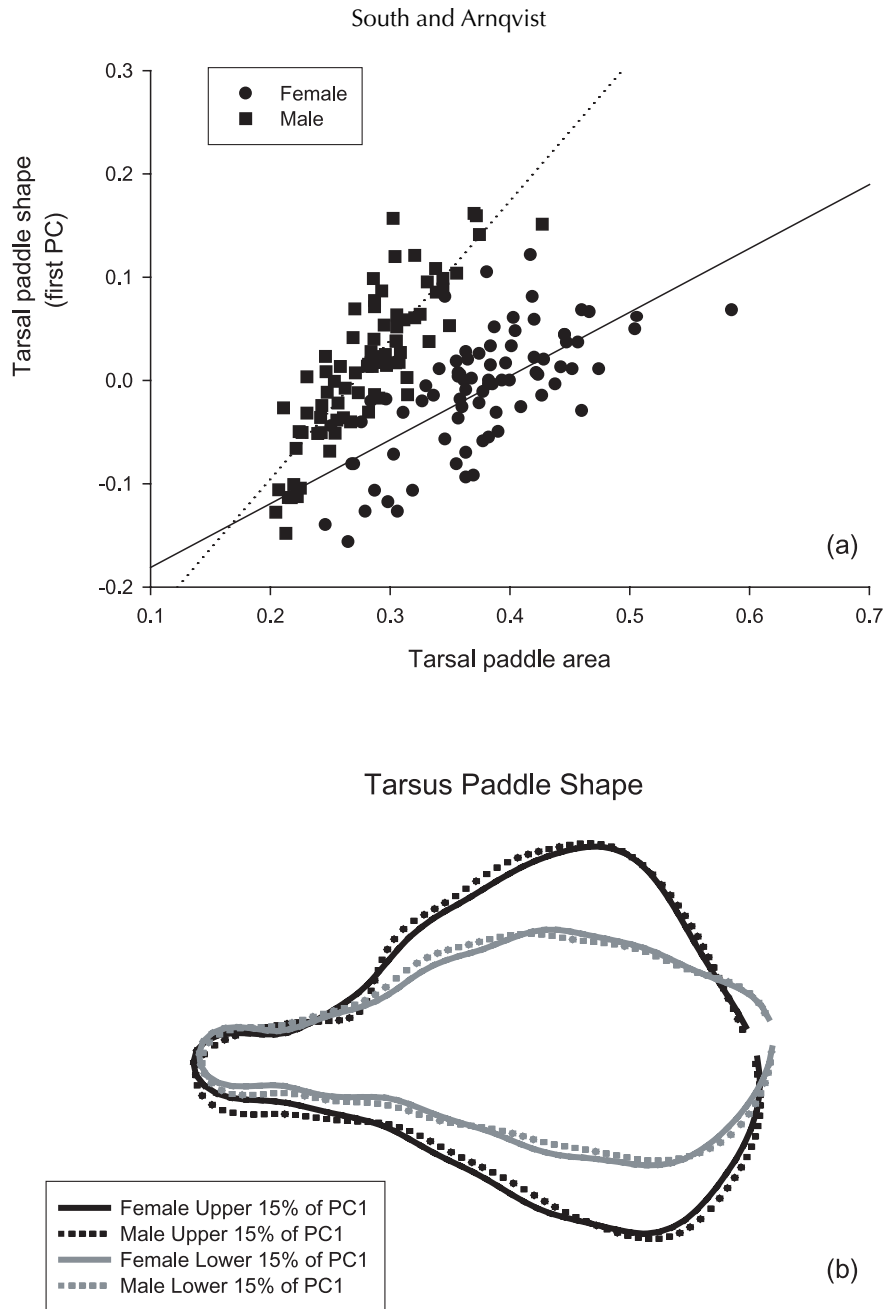 South and Arnqvist
0.3
0.2
0.1
0.0
-0.1
-0.2
Tarsal paddle shape
(first PC)
Female
Male
(a)
0.1 0.2 0.3 0.4 0.5 0.6 0.7
Tarsal paddle area
Tarsus Paddle Shape
Female Upper 15% of PC1
Male Upper 15% of PC1
Female Lower 15% of PC1
Male Lower 15% of PC1
(b)